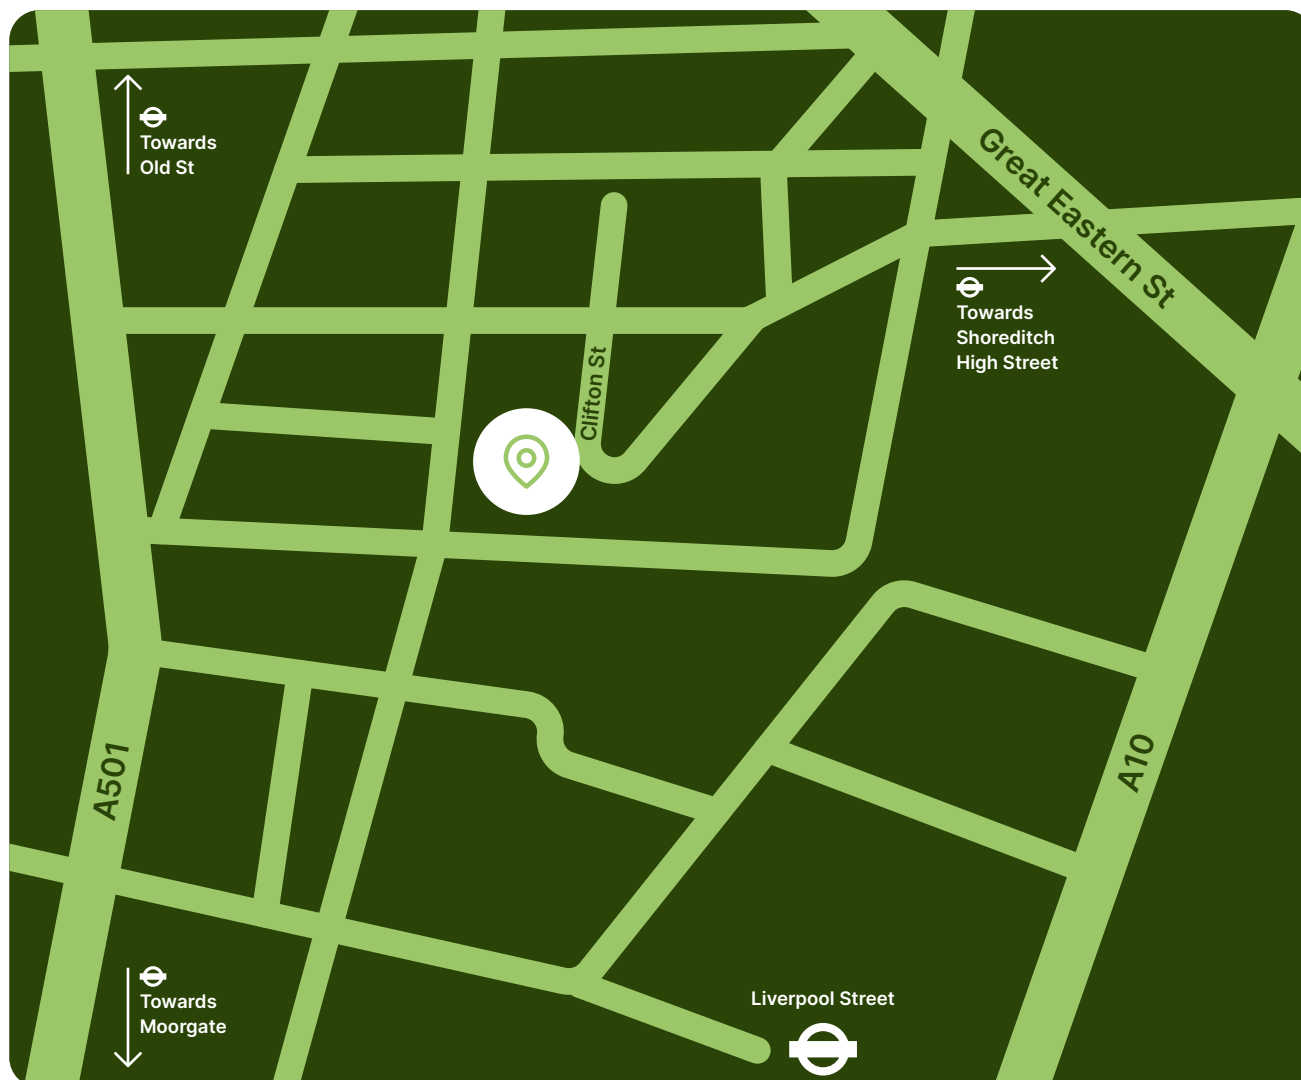 Towards
Old St
Great Eastern St
Towards
Shoreditch
High Street
Clifton St
A501
A10
Towards
Moorgate
Liverpool Street